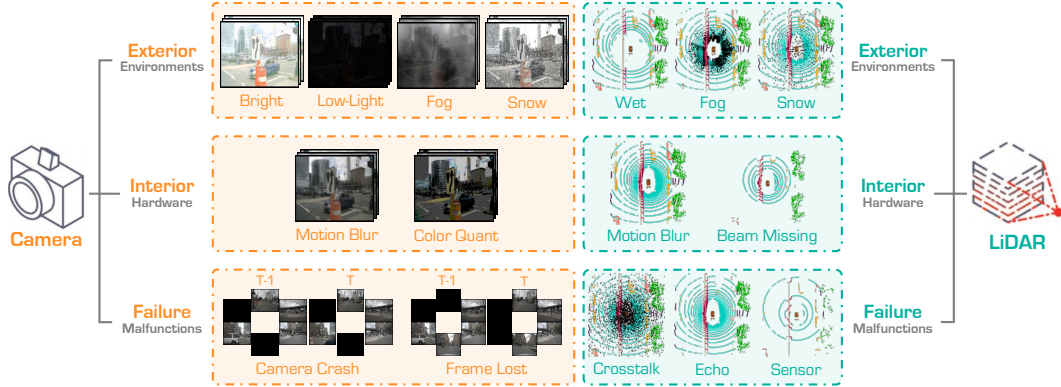 Exterior
Environments
Bright
Low-Light
Fog
Snow
Wet
Fog
Snow
Exterior
Environments
Camera
Interior
Hardware
Motion Blur
Color Quant
Motion Blur
Beam Missing
Interior
Hardware
LiDAR
Failure
Malfunctions
T-1
T
T-1
T
Camera Crash
Frame Lost
Crosstalk
Echo
Sensor
Failure
Malfunctions